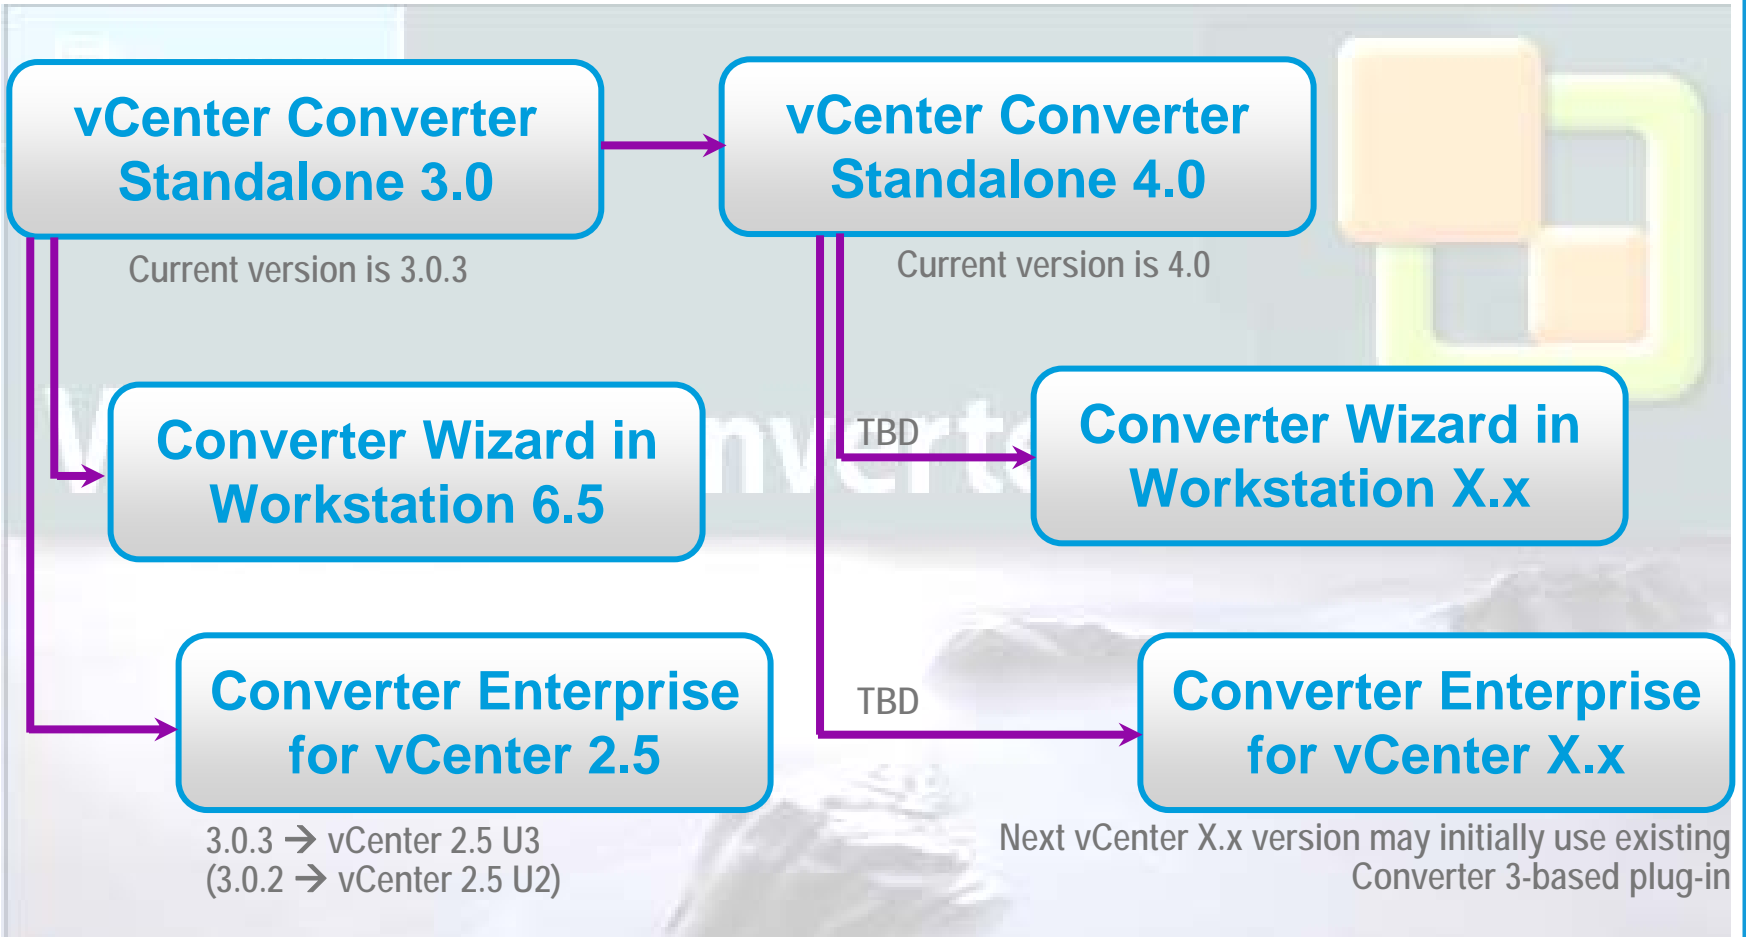 vCenter Converter
Standalone 3.0
Current version is 3.0.3
vCenter Converter
Standalone 4.0
Current version is 4.0
Converter Wizard in
Workstation 6.5
TBD
Converter Wizard in
Workstation X.x
Converter Enterprise
for vCenter 2.5
3.0.3 → vCenter 2.5 U3
(3.0.2 → vCenter 2.5 U2)
TBD
Converter Enterprise
for vCenter X.x
Next vCenter X.x version may initially use existing
Converter 3-based plug-in